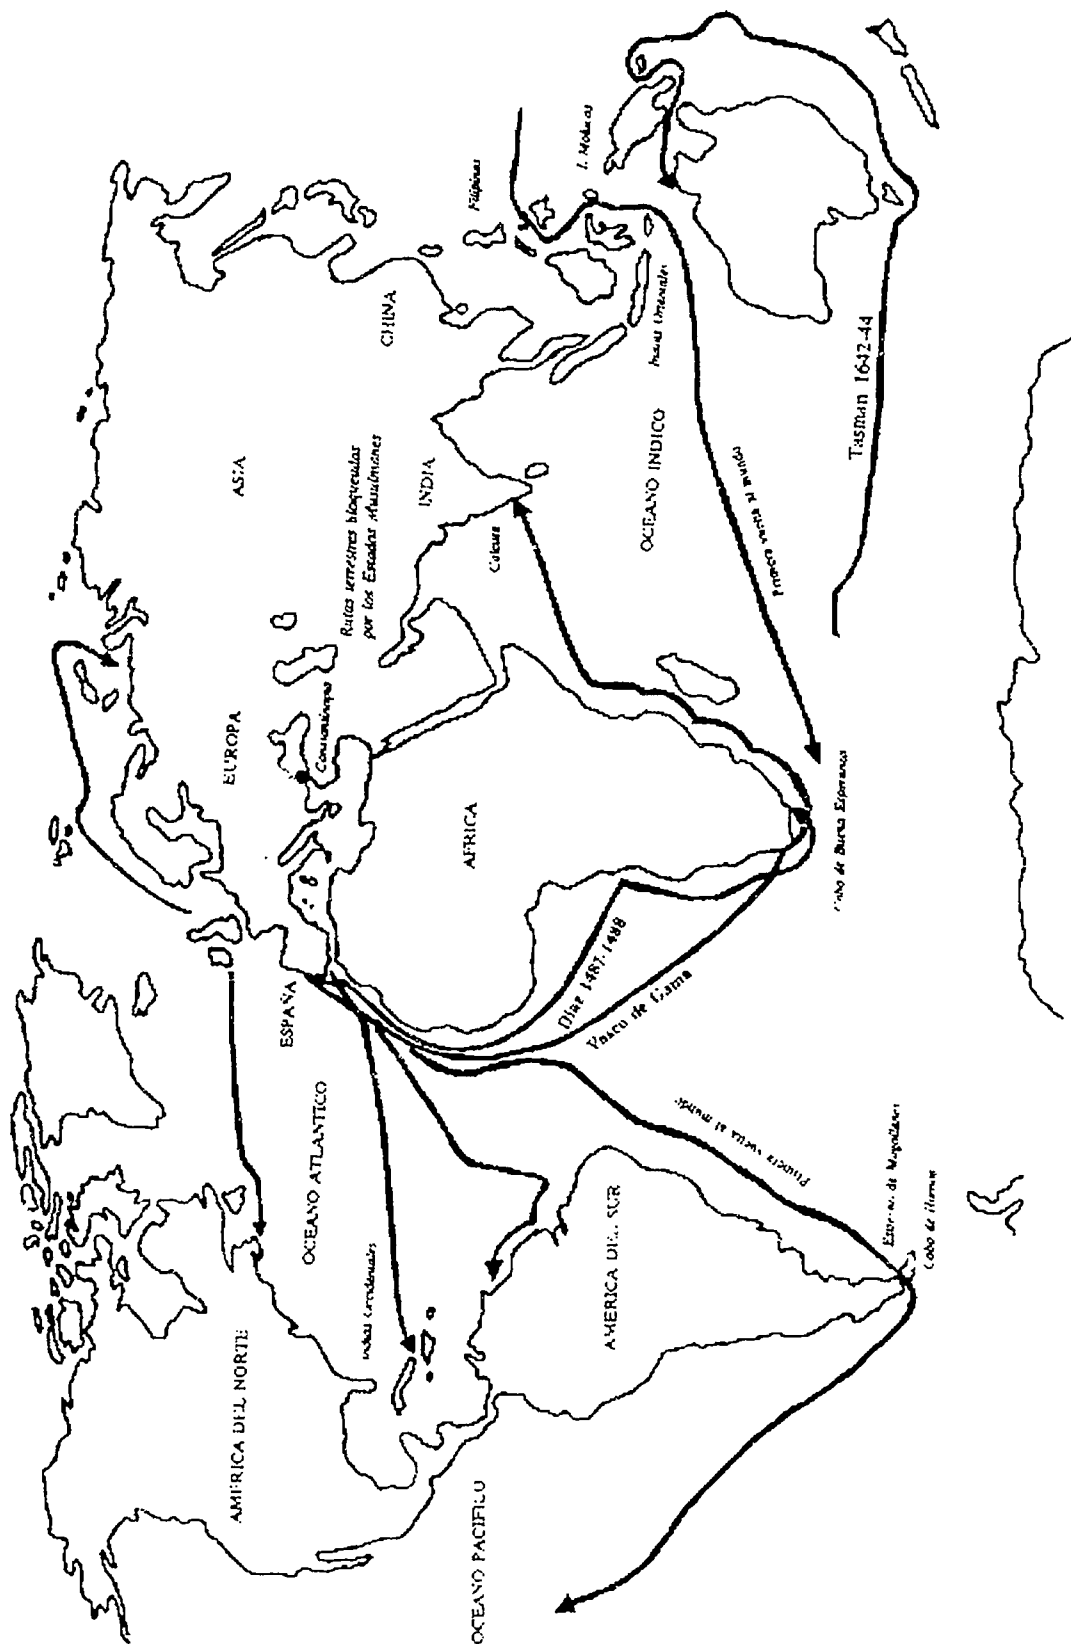 AMERICA DEL NORTE
OCEANO PACIFICO
OCEANO ATLANTICO
AMERICA DEL SUR
Estrecho de Magallanes
Cabo de Hornos
Primera vuelta al mundo
ESPAÑA
EUROPA
Constantinopla
AFRICA
Diaz 1487-1488
Vasco de Gama
Cabo de Buena Esperanza
ASIA
Rutas terrestres bloqueadas
por los Estados Musulmanes
INDIA
Calcuta
CHINA
OCEANO INDICO
Primera vuelta al mundo
Filipinas
I. Molucas
Indias Orientales
Indias Occidentales
Tasman 1642-44